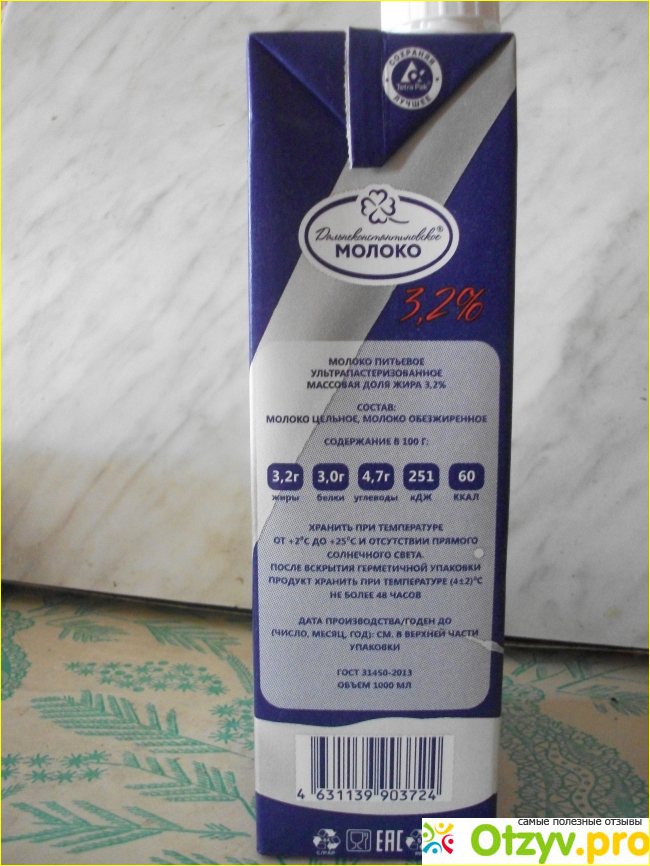 СОХРАНЯЯ
Tetra Pak®
ЛУЧШЕЕ
Дальнеконстантиновское®
МОЛОКО
3,2%
МОЛОКО ПИТЬЕВОЕ
УЛЬТРАПАСТЕРИЗОВАННОЕ
МАССОВАЯ ДОЛЯ ЖИРА 3,2%
СОСТАВ:
МОЛОКО ЦЕЛЬНОЕ, МОЛОКО ОБЕЗЖИРЕННОЕ
СОДЕРЖАНИЕ В 100 Г:
3,2г 3,0г 4,7г 251 60
жиры белки углеводы кДЖ ККАЛ
ХРАНИТЬ ПРИ ТЕМПЕРАТУРЕ
ОТ +2°С ДО +25°С И ОТСУТСТВИИ ПРЯМОГО
СОЛНЕЧНОГО СВЕТА.
ПОСЛЕ ВСКРЫТИЯ ГЕРМЕТИЧНОЙ УПАКОВКИ
ПРОДУКТ ХРАНИТЬ ПРИ ТЕМПЕРАТУРЕ (4±2)°С
НЕ БОЛЕЕ 48 ЧАСОВ
ДАТА ПРОИЗВОДСТВА/ГОДЕН ДО
(ЧИСЛО, МЕСЯЦ, ГОД): СМ. В ВЕРХНЕЙ ЧАСТИ
УПАКОВКИ
ГОСТ 31450-2013
ОБЪЕМ 1000 МЛ
4 631139 903724
EAC
самые полезные отзывы
Otzyv.pro